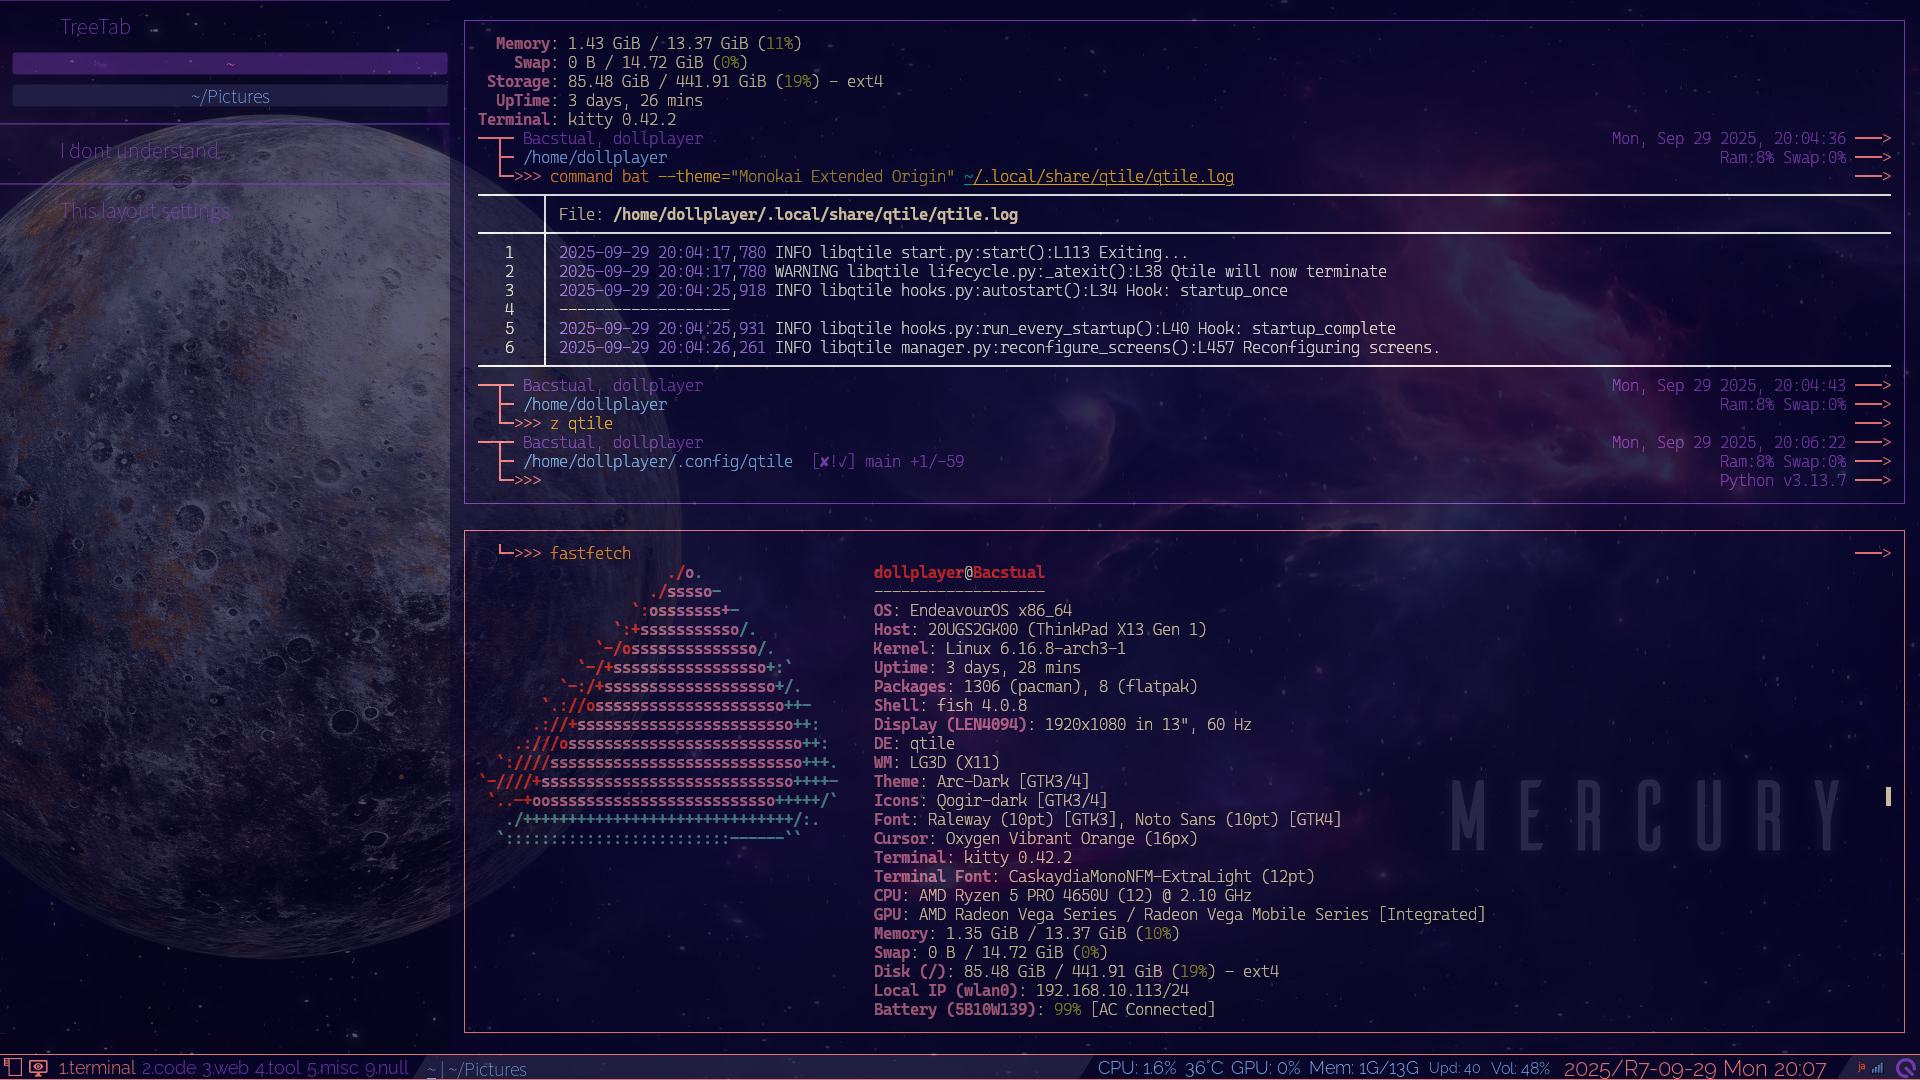 TreeTab
~
~/Pictures
I dont understand
This layout settings
Memory: 1.43 GiB / 13.37 GiB (11%)
Swap: 0 B / 14.72 GiB (0%)
Storage: 85.48 GiB / 441.91 GiB (19%) - ext4
UpTime: 3 days, 26 mins
Terminal: kitty 0.42.2
Bacstual, dollplayer Mon, Sep 29 2025, 20:04:36 ──>
/home/dollplayer Ram:8% Swap:0% ──>
>>> command bat --theme="Monokai Extended Origin" ~/.local/share/qtile/qtile.log ──>
File: /home/dollplayer/.local/share/qtile/qtile.log
1 2025-09-29 20:04:17,780 INFO libqtile start.py:start():L113 Exiting...
2 2025-09-29 20:04:17,780 WARNING libqtile lifecycle.py:_atexit():L38 Qtile will now terminate
3 2025-09-29 20:04:25,918 INFO libqtile hooks.py:autostart():L34 Hook: startup_once
4 -------------------
5 2025-09-29 20:04:25,931 INFO libqtile hooks.py:run_every_startup():L40 Hook: startup_complete
6 2025-09-29 20:04:26,261 INFO libqtile manager.py:reconfigure_screens():L457 Reconfiguring screens.
Bacstual, dollplayer Mon, Sep 29 2025, 20:04:43 ──>
/home/dollplayer Ram:8% Swap:0% ──>
>>> z qtile ──>
Bacstual, dollplayer Mon, Sep 29 2025, 20:06:22 ──>
/home/dollplayer/.config/qtile [✘!√] main +1/-59 Ram:8% Swap:0% ──>
>>> Python v3.13.7 ──>
>>> fastfetch ──>
dollplayer@Bacstual
-------------------
OS: EndeavourOS x86_64
Host: 20UGS2GK00 (ThinkPad X13 Gen 1)
Kernel: Linux 6.16.8-arch3-1
Uptime: 3 days, 28 mins
Packages: 1306 (pacman), 8 (flatpak)
Shell: fish 4.0.8
Display (LEN4094): 1920x1080 in 13", 60 Hz
DE: qtile
WM: LG3D (X11)
Theme: Arc-Dark [GTK3/4]
Icons: Qogir-dark [GTK3/4]
Font: Raleway (10pt) [GTK3], Noto Sans (10pt) [GTK4]
Cursor: Oxygen Vibrant Orange (16px)
Terminal: kitty 0.42.2
Terminal Font: CaskaydiaMonoNFM-ExtraLight (12pt)
CPU: AMD Ryzen 5 PRO 4650U (12) @ 2.10 GHz
GPU: AMD Radeon Vega Series / Radeon Vega Mobile Series [Integrated]
Memory: 1.35 GiB / 13.37 GiB (10%)
Swap: 0 B / 14.72 GiB (0%)
Disk (/): 85.48 GiB / 441.91 GiB (19%) - ext4
Local IP (wlan0): 192.168.10.113/24
Battery (5B10W139): 99% [AC Connected]
MERCURY
1.terminal 2.code 3.web 4.tool 5.misc 9.null ~ | ~/Pictures CPU: 1.6% 36°C GPU: 0% Mem: 1G/13G Upd: 40 Vol: 48% 2025/R7-09-29 Mon 20:07 ja